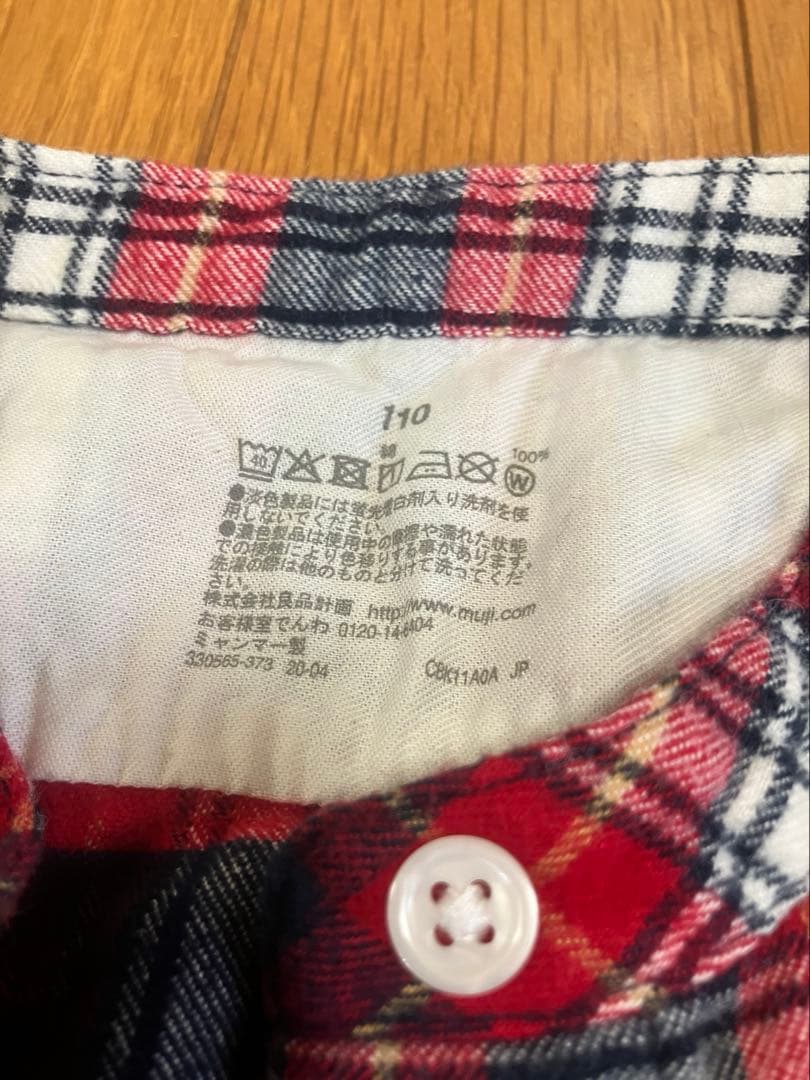 110
40
100%
W
●淡色製品には蛍光増白剤入り洗剤を使
用しないでください。
●濃色製品は使用中の摩擦や濡れた状態
での接触により色移りする事があります。
洗濯の際は他のものと分けて洗ってくだ
さい。
株式会社良品計画 http://www.muji.com
お客様室でんわ 0120-14-6404
ミャンマー製
330565-373 20-04 CBK11A0A JP